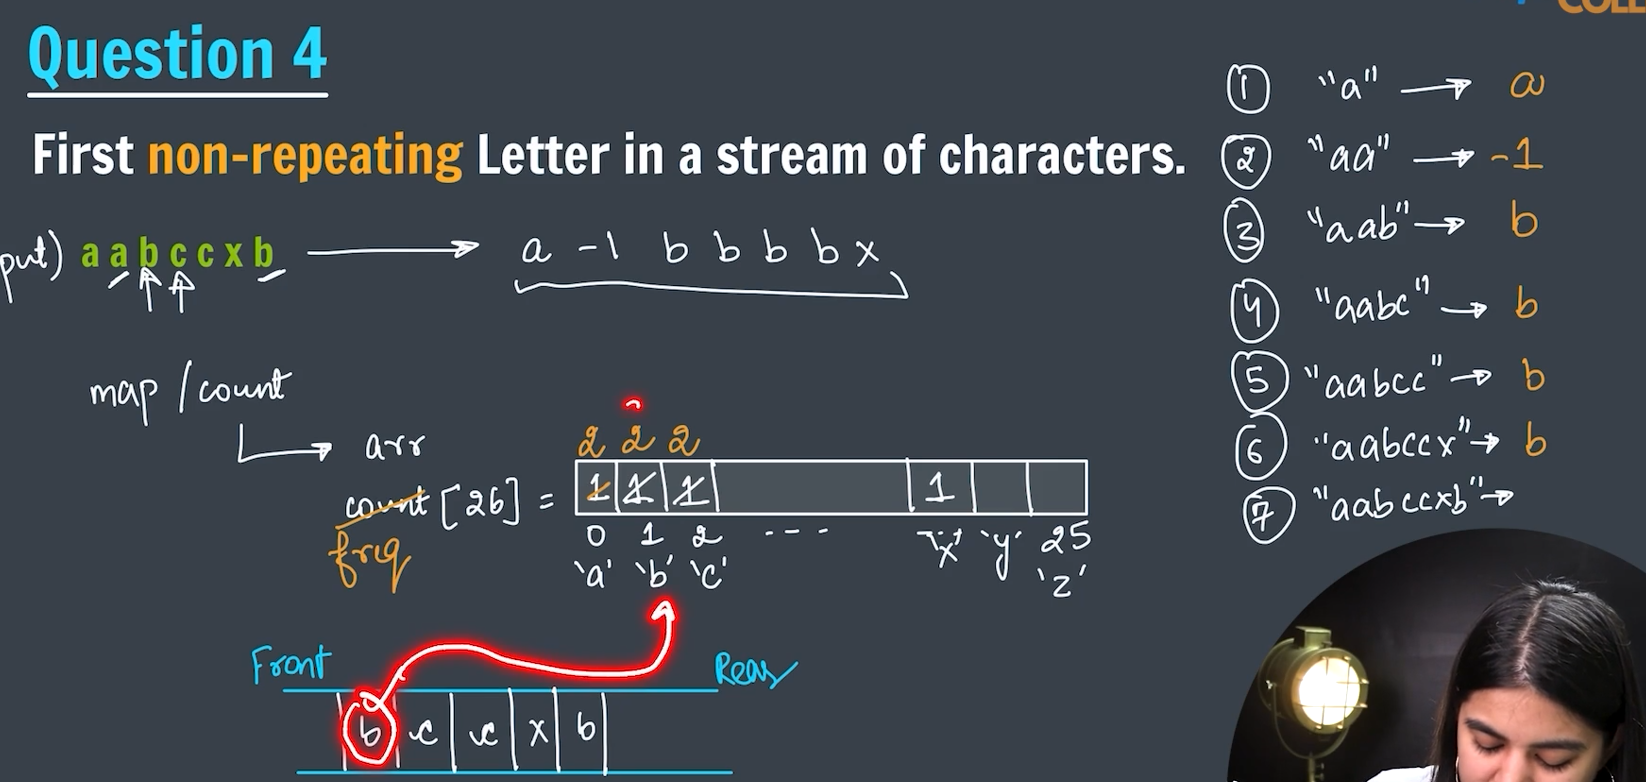 COLL
Question 4
First non-repeating Letter in a stream of characters.
put) a a b c c x b → a -1 b b b b x
map / count
→ arr
count [26] =
freq
2 2 2
1 1 1 1
0 1 2 --- 'x' 'y' 25
'a' 'b' 'c' 'z'
Front Rear
b c c x b
1 "a" → a
2 "aa" → -1
3 "aab" → b
4 "aabc" → b
5 "aabcc" → b
6 "aabccx" → b
7 "aabccxb" →